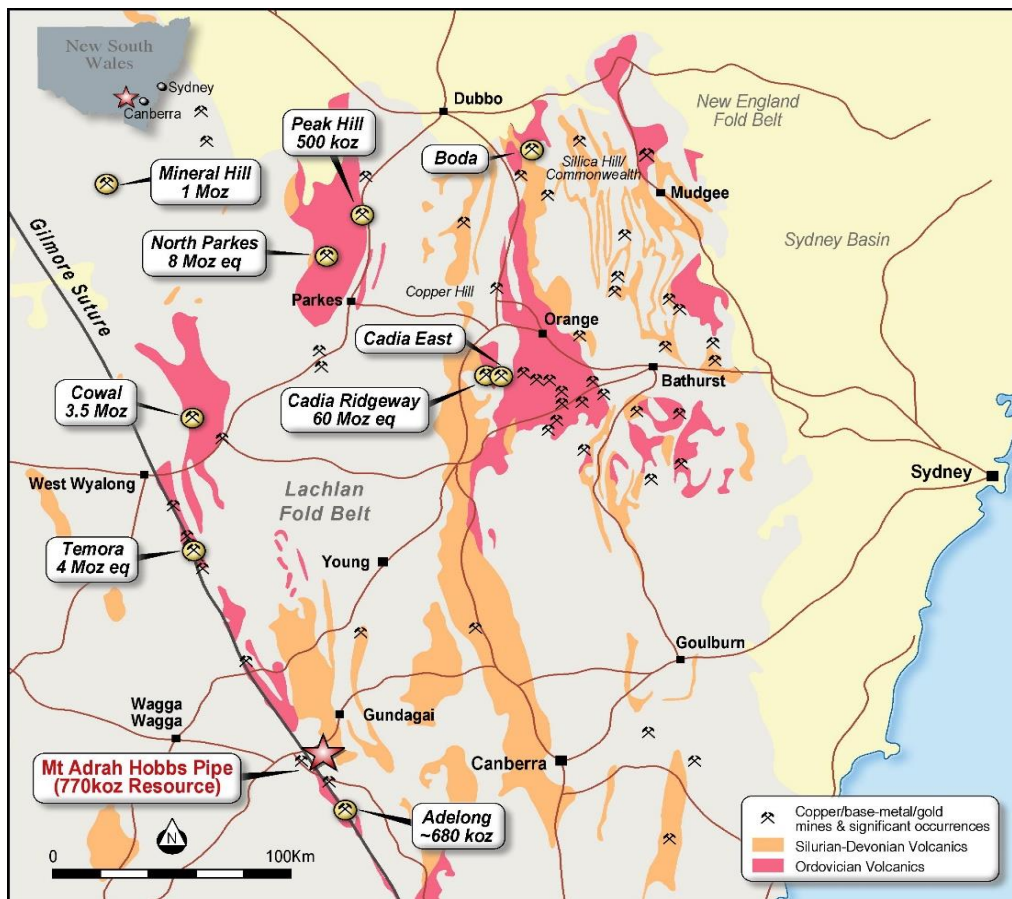 New South
Wales
Sydney
Canberra
Dubbo
New England
Fold Belt
Peak Hill
500 koz
Boda
Sillica Hill/
Commonwealth
Mineral Hill
1 Moz
Mudgee
Gilmore Suture
North Parkes
8 Moz eq
Sydney Basin
Parkes
Copper Hill
Orange
Cadia East
Bathurst
Cowal
3.5 Moz
Cadia Ridgeway
60 Moz eq
Sydney
West Wyalong
Lachlan
Fold Belt
Temora
4 Moz eq
Young
Goulburn
Wagga
Wagga
Gundagai
Canberra
Mt Adrah Hobbs Pipe
(770koz Resource)
Adelong
~680 koz
N
0 100Km
Copper/base-metal/gold
mines & significant occurrences
Silurian-Devonian Volcanics
Ordovician Volcanics